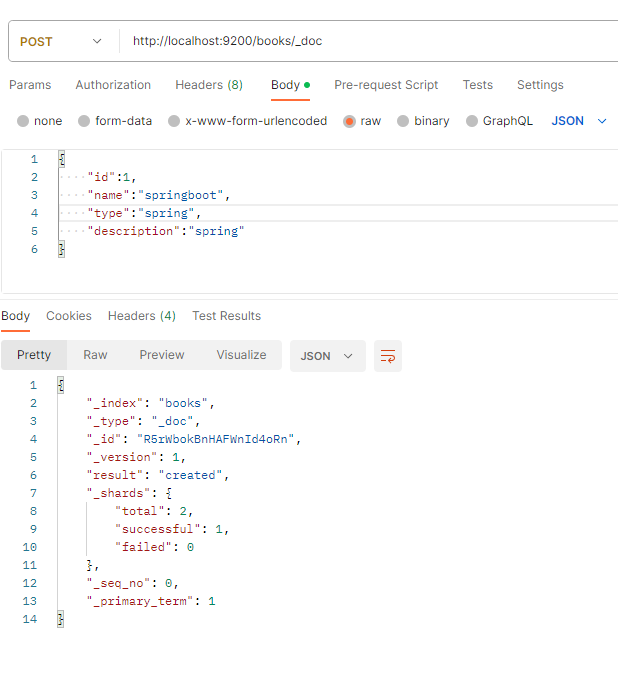 POST http://localhost:9200/books/_doc
Params Authorization Headers (8) Body Pre-request Script Tests Settings
none form-data x-www-form-urlencoded raw binary GraphQL JSON
1 {
2 "id":1,
3 "name":"springboot",
4 "type":"spring",
5 "description":"spring"
6 }
Body Cookies Headers (4) Test Results
Pretty Raw Preview Visualize JSON
1 {
2 "_index": "books",
3 "_type": "_doc",
4 "_id": "R5rWbokBnHAFWnId4oRn",
5 "_version": 1,
6 "result": "created",
7 "_shards": {
8 "total": 2,
9 "successful": 1,
10 "failed": 0
11 },
12 "_seq_no": 0,
13 "_primary_term": 1
14 }